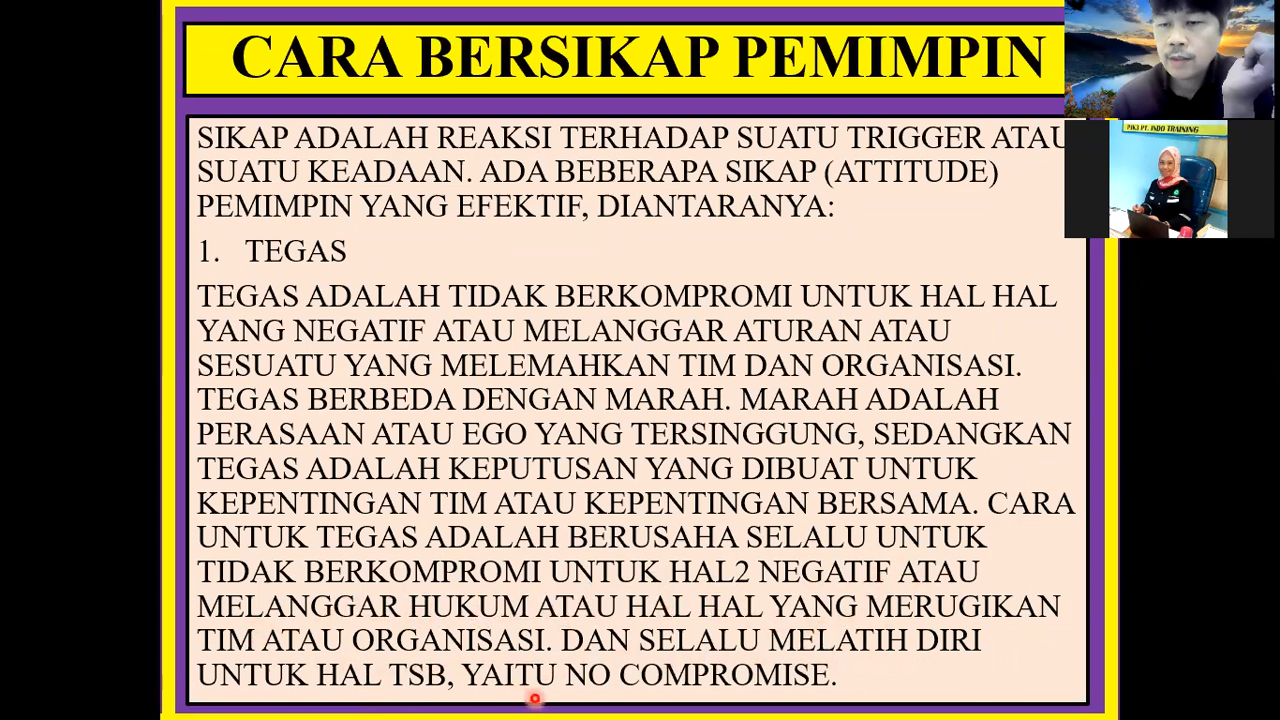 CARA BERSIKAP PEMIMPIN
SIKAP ADALAH REAKSI TERHADAP SUATU TRIGGER ATAU
SUATU KEADAAN. ADA BEBERAPA SIKAP (ATTITUDE)
PEMIMPIN YANG EFEKTIF, DIANTARANYA:
1. TEGAS
TEGAS ADALAH TIDAK BERKOMPROMI UNTUK HAL HAL
YANG NEGATIF ATAU MELANGGAR ATURAN ATAU
SESUATU YANG MELEMAHKAN TIM DAN ORGANISASI.
TEGAS BERBEDA DENGAN MARAH. MARAH ADALAH
PERASAAN ATAU EGO YANG TERSINGGUNG, SEDANGKAN
TEGAS ADALAH KEPUTUSAN YANG DIBUAT UNTUK
KEPENTINGAN TIM ATAU KEPENTINGAN BERSAMA. CARA
UNTUK TEGAS ADALAH BERUSAHA SELALU UNTUK
TIDAK BERKOMPROMI UNTUK HAL2 NEGATIF ATAU
MELANGGAR HUKUM ATAU HAL HAL YANG MERUGIKAN
TIM ATAU ORGANISASI. DAN SELALU MELATIH DIRI
UNTUK HAL TSB, YAITU NO COMPROMISE.
PJK3 PT. INDO TRAINING